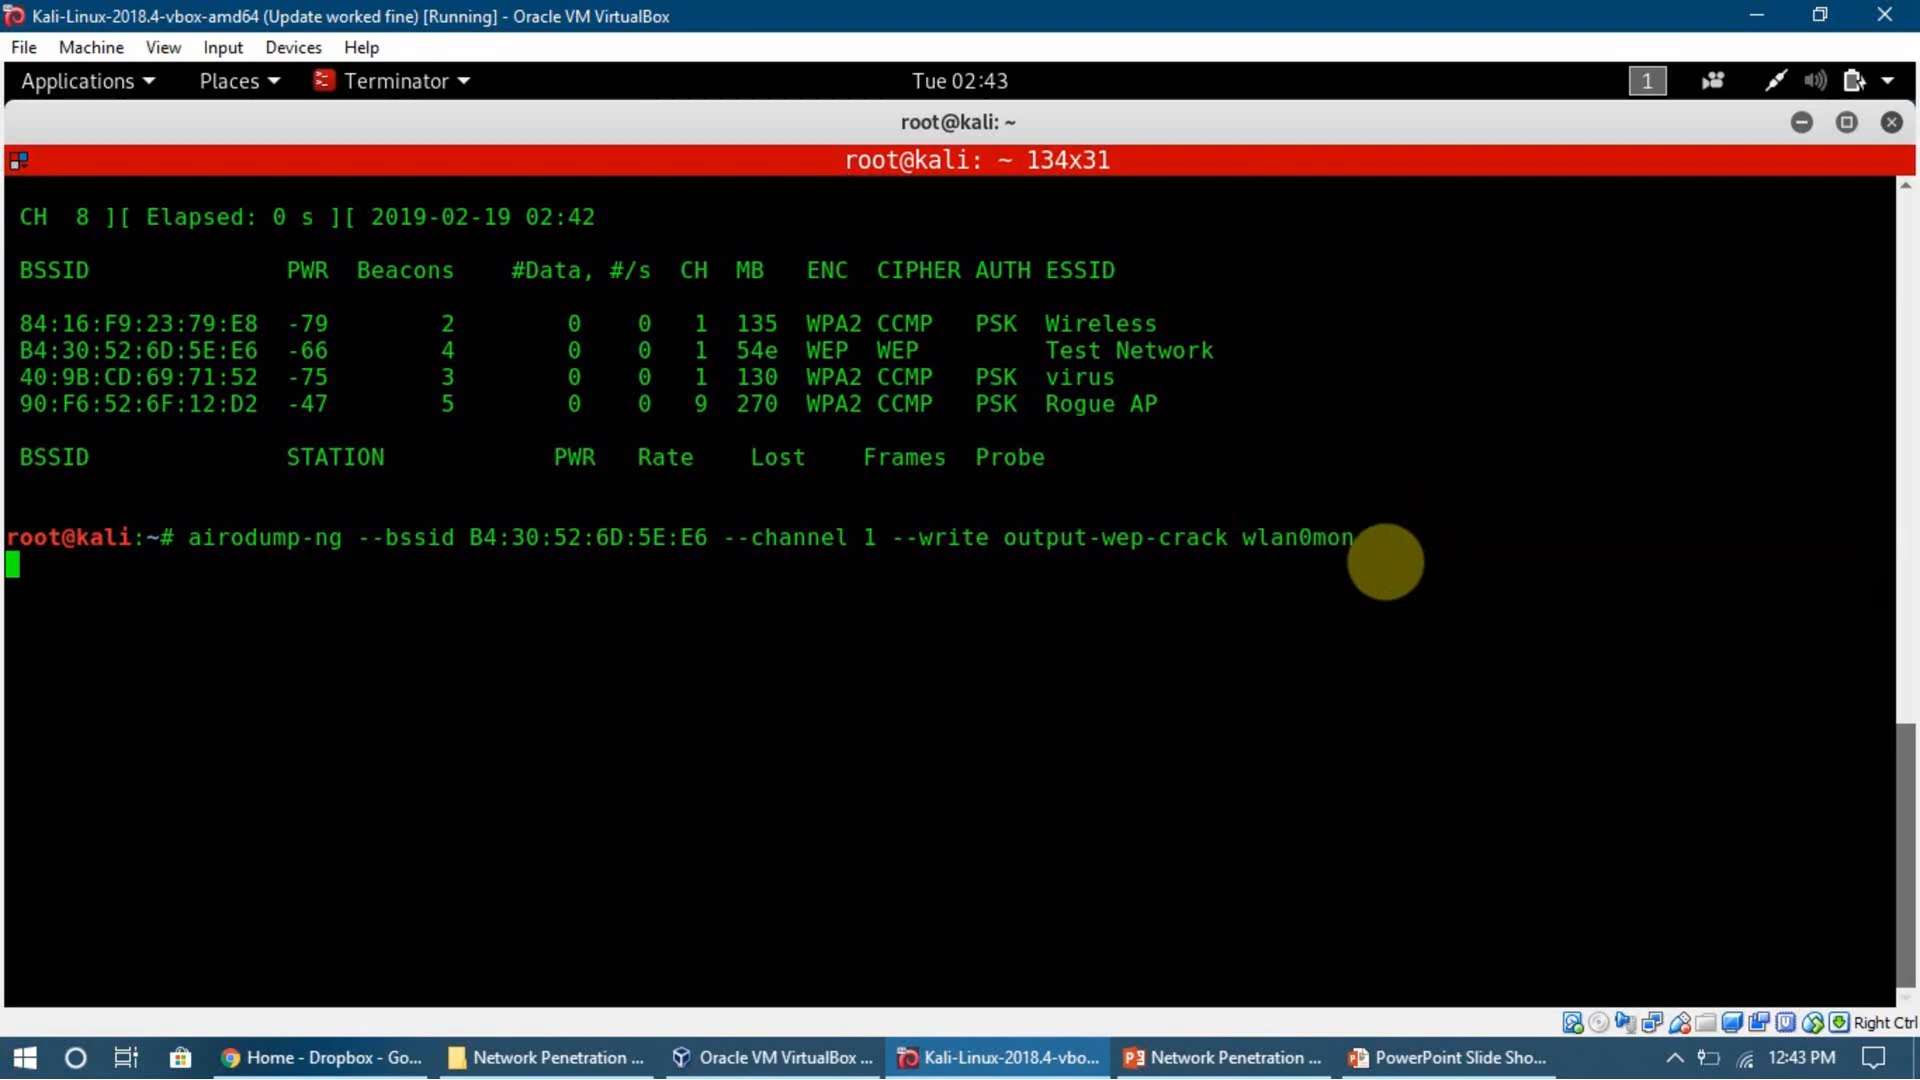 Kali-Linux-2018.4-vbox-amd64 (Update worked fine) [Running] - Oracle VM VirtualBox
File Machine View Input Devices Help
Applications Places Terminator Tue 02:43 1
root@kali: ~
root@kali: ~ 134x31
CH 8 ][ Elapsed: 0 s ][ 2019-02-19 02:42
BSSID PWR Beacons #Data, #/s CH MB ENC CIPHER AUTH ESSID
84:16:F9:23:79:E8 -79 2 0 0 1 135 WPA2 CCMP PSK Wireless
B4:30:52:6D:5E:E6 -66 4 0 0 1 54e WEP WEP Test Network
40:9B:CD:69:71:52 -75 3 0 0 1 130 WPA2 CCMP PSK virus
90:F6:52:6F:12:D2 -47 5 0 0 9 270 WPA2 CCMP PSK Rogue AP
BSSID STATION PWR Rate Lost Frames Probe
root@kali:~# airodump-ng --bssid B4:30:52:6D:5E:E6 --channel 1 --write output-wep-crack wlan0mon
Right Ctrl
Home - Dropbox - Go... Network Penetration ... Oracle VM VirtualBox ... Kali-Linux-2018.4-vbo... Network Penetration ... PowerPoint Slide Sho... 12:43 PM